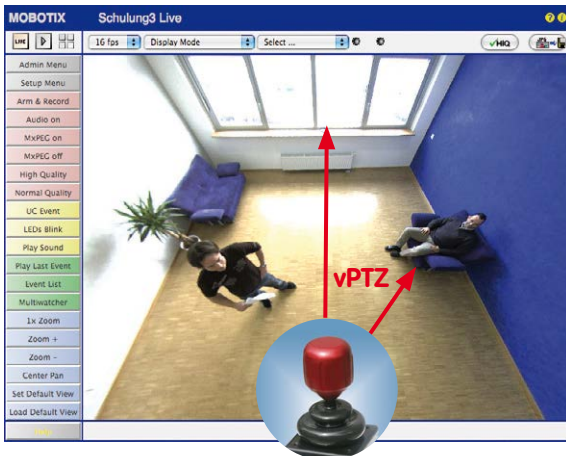 MOBOTIX Schulung3 Live
LIVE 16 fps Display Mode Select ... HIQ
Admin Menu
Setup Menu
Arm & Record
Audio on
MxPEG on
MxPEG off
High Quality
Normal Quality
UC Event
LEDs Blink
Play Sound
Play Last Event
Event List
Multiwatcher
1x Zoom
Zoom +
Zoom -
Center Pan
Set Default View
Load Default View
vPTZ